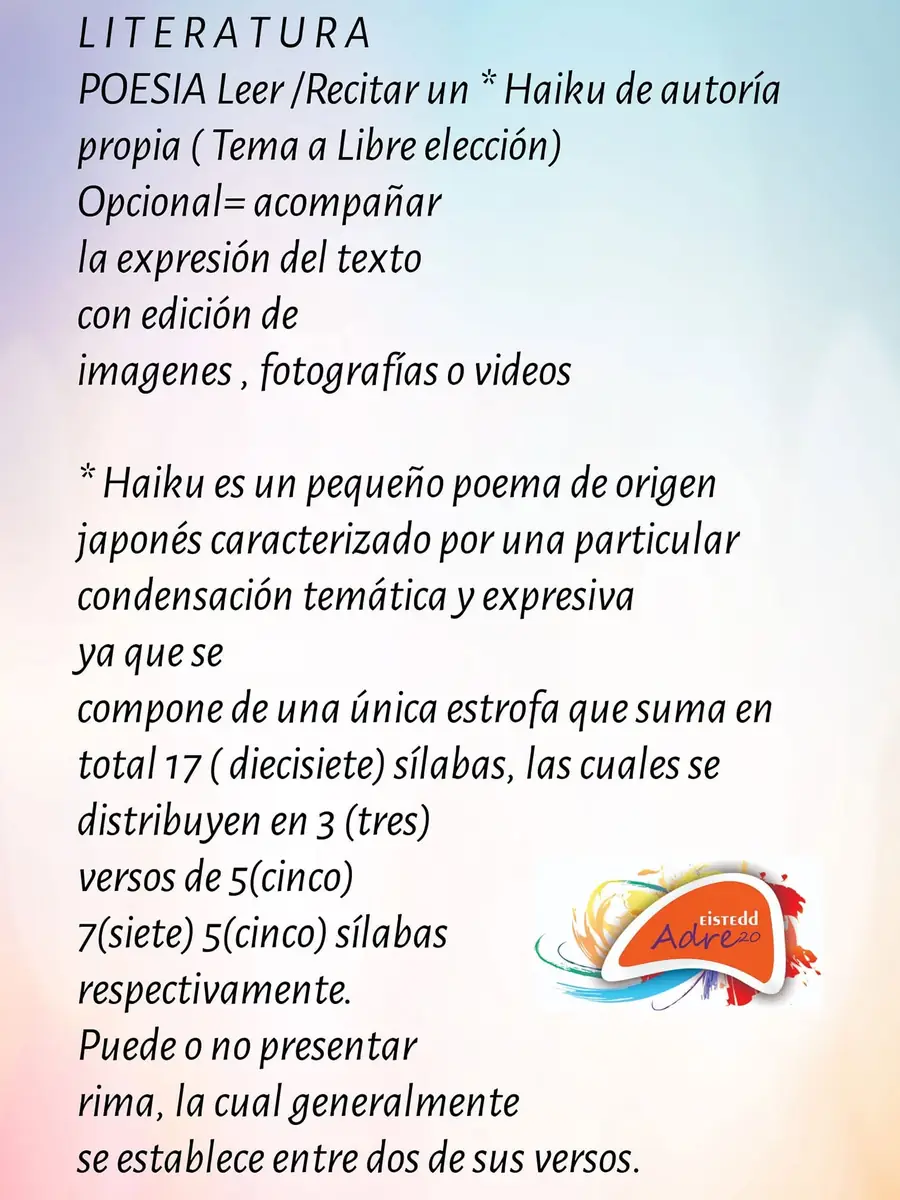 LITERATURA
POESIA Leer /Recitar un * Haiku de autoría
propia ( Tema a Libre elección)
Opcional= acompañar
la expresión del texto
con edición de
imagenes , fotografías o videos
* Haiku es un pequeño poema de origen
japonés caracterizado por una particular
condensación temática y expresiva
ya que se
compone de una única estrofa que suma en
total 17 ( diecisiete) sílabas, las cuales se
distribuyen en 3 (tres)
versos de 5(cinco)
7(siete) 5(cinco) sílabas
respectivamente.
Puede o no presentar
rima, la cual generalmente
se establece entre dos de sus versos.
EiSTEdd
Adre20